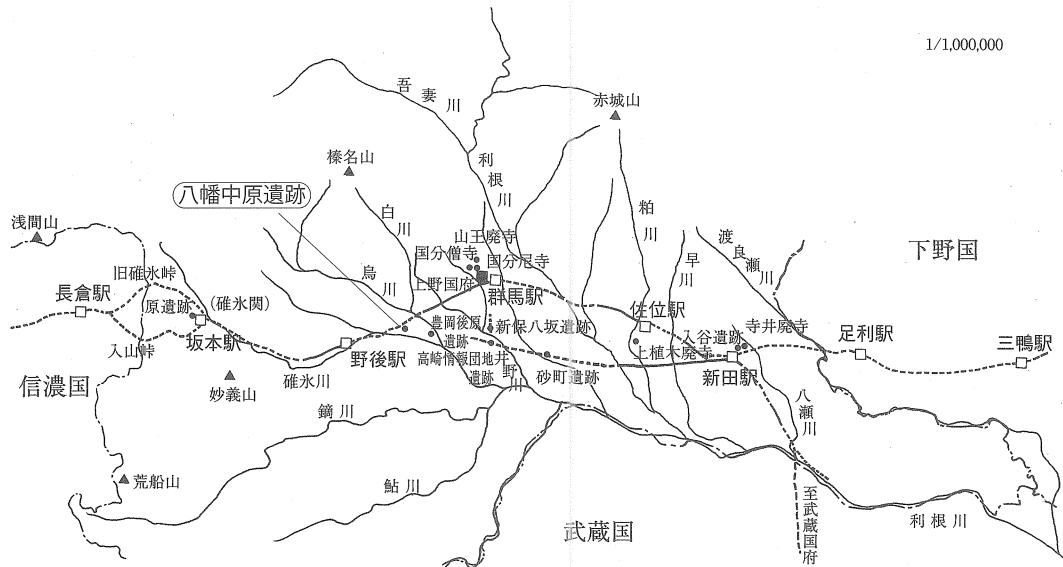 1/1,000,000
吾妻川
赤城山
榛名山
利根川
八幡中原遺跡
白川
粕川
浅間山
山王廃寺
渡良瀬川
国分僧寺
国分尼寺
早川
下野国
旧碓氷峠
烏川
上野国府
長倉駅
原遺跡
(碓氷関)
群馬駅
佐位駅
豊岡後原遺跡
新保八坂遺跡
入谷遺跡
寺井廃寺
足利駅
三鴨駅
入山峠
坂本駅
野後駅
高崎情報団地遺跡
井野川
上植木廃寺
砂町遺跡
新田駅
信濃国
妙義山
碓氷川
八瀬川
鏑川
荒船山
鮎川
武蔵国
至武蔵国府
利根川